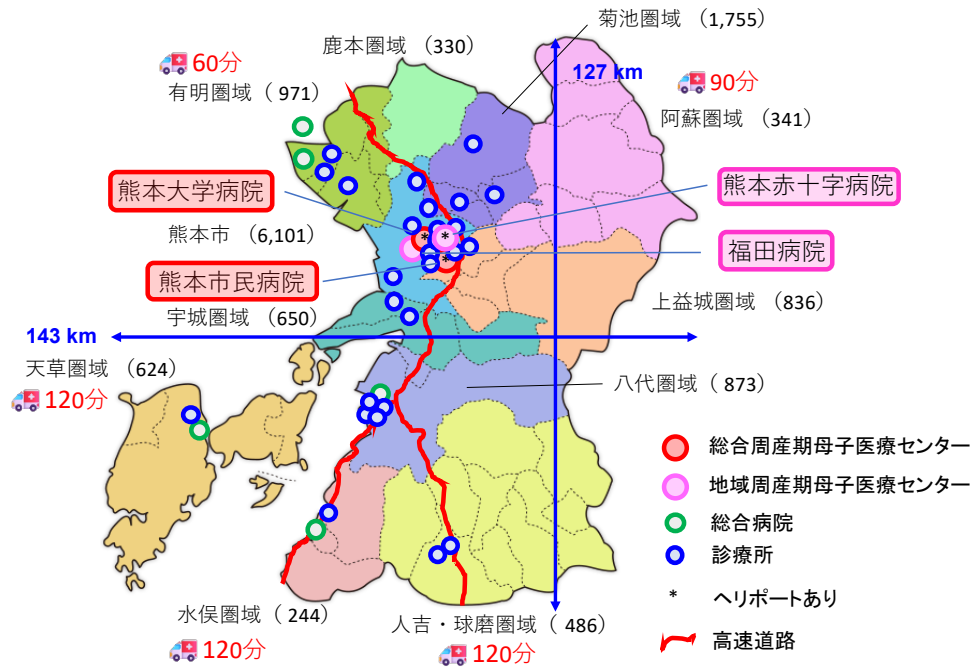 菊池圏域 (1,755)
鹿本圏域 (330)
60分
127 km
90分
有明圏域 ( 971)
阿蘇圏域 (341)
熊本大学病院
熊本赤十字病院
熊本市 (6,101)
福田病院
熊本市民病院
宇城圏域 (650)
上益城圏域 (836)
143 km
天草圏域 (624)
八代圏域 ( 873)
120分
総合周産期母子医療センター
地域周産期母子医療センター
総合病院
診療所
* ヘリポートあり
高速道路
水俣圏域 ( 244)
人吉・球磨圏域 ( 486)
120分
120分
* * *